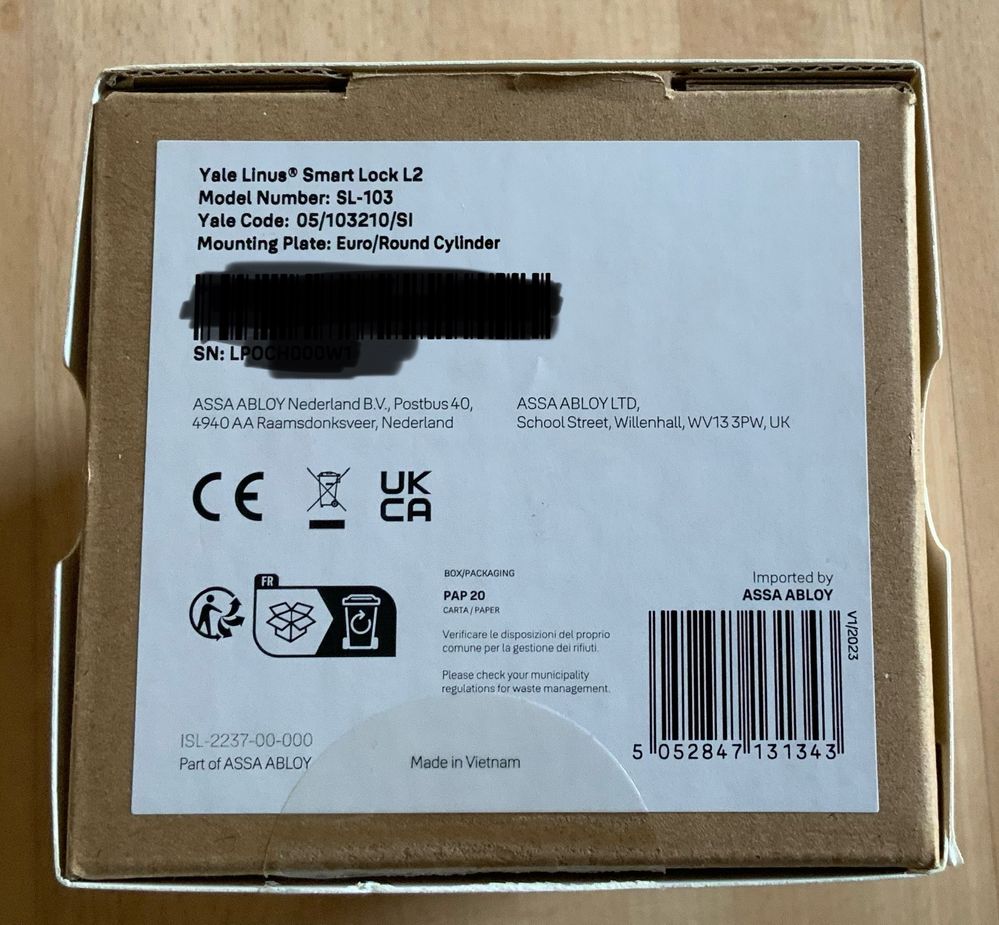 Yale Linus® Smart Lock L2
Model Number: SL-103
Yale Code: 05/103210/SI
Mounting Plate: Euro/Round Cylinder
SN:
ASSA ABLOY Nederland B.V., Postbus 40,
4940 AA Raamsdonksveer, Nederland
ASSA ABLOY LTD,
School Street, Willenhall, WV13 3PW, UK
CE
UK
CA
FR
BOX/PACKAGING
PAP 20
CARTA / PAPER
Verificare le disposizioni del proprio
comune per la gestione dei rifiuti.
Please check your municipality
regulations for waste management.
Imported by
ASSA ABLOY
V1/2023
5 052847 131343
ISL-2237-00-000
Part of ASSA ABLOY
Made in Vietnam